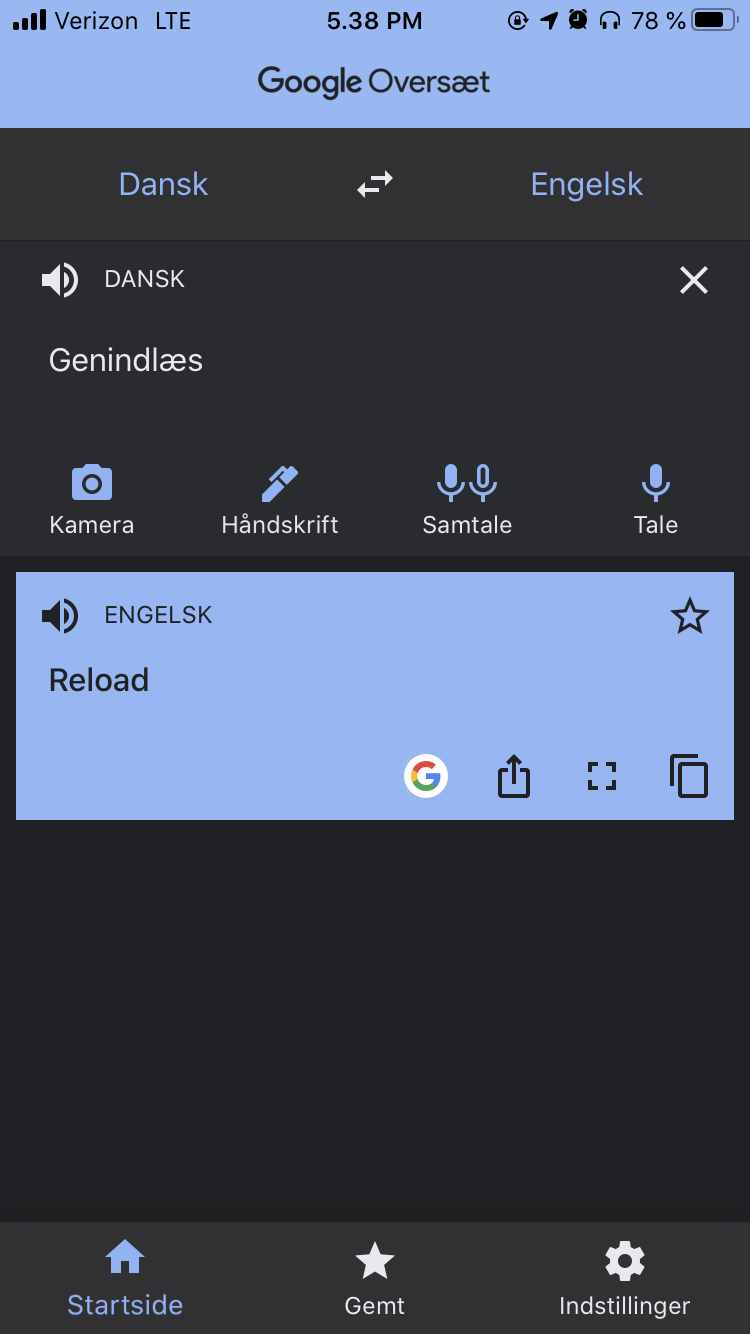 Verizon LTE 5.38 PM 78 %
Google Oversæt
Dansk Engelsk
DANSK
Genindlæs
Kamera Håndskrift Samtale Tale
ENGELSK
Reload
Startside Gemt Indstillinger